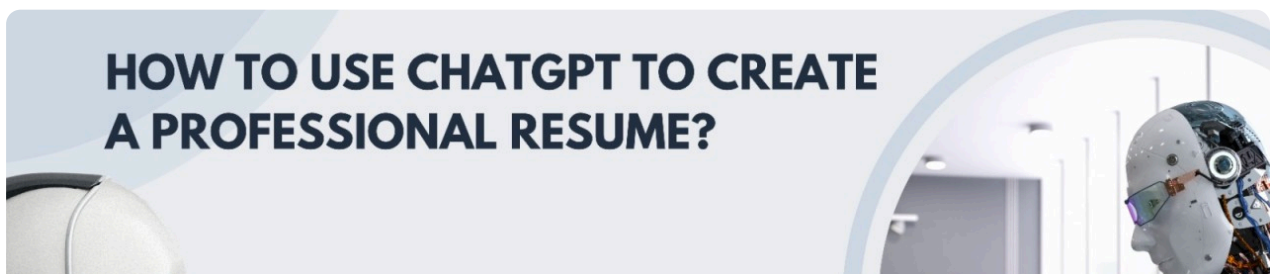 HOW TO USE CHATGPT TO CREATE
A PROFESSIONAL RESUME?